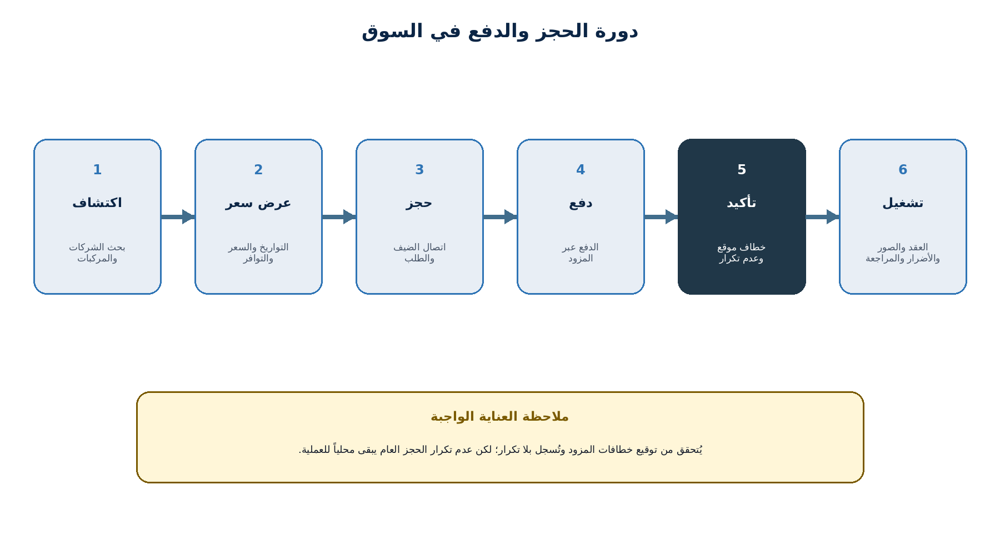 دورة الحجز والدفع في السوق
1
اكتشاف
بحث الشركات
والمركبات
2
عرض سعر
التواريخ والسعر
والتوافر
3
حجز
اتصال الضيف
والطلب
4
دفع
الدفع عبر
المزود
5
تأكيد
خطاف موقع
وعدم تكرار
6
تشغيل
العقد والصور
والأضرار والمراجعة
ملاحظة العناية الواجبة
يُتحقق من توقيع خطافات المزود وتُسجل بلا تكرار؛ لكن عدم تكرار الحجز العام يبقى محلياً للعملية.